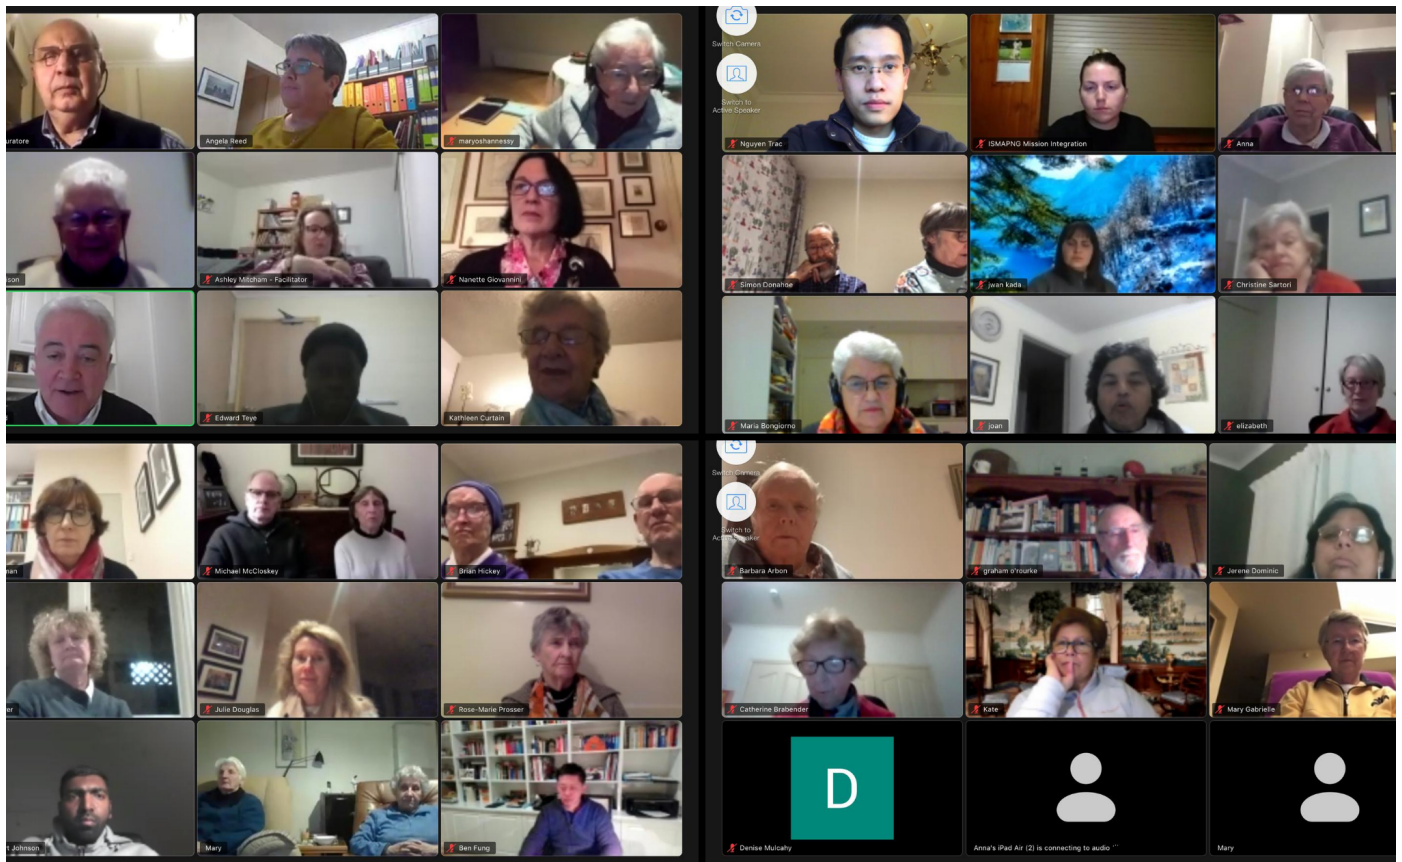 uratore
Angela Reed
maryoshannessy
ison
Ashley Mitcham - Facilitator
Nanette Giovannini
Edward Teye
Kathleen Curtain
Switch Camera
Switch to
Active Speaker
Nguyen Trac
ISMAPNG Mission Integration
Anna
Simon Donahoe
jwan kada
Christine Sartori
Maria Bongiorno
joan
elizabeth
man
Michael McCloskey
Brian Hickey
er
Julie Douglas
Rose-Marie Prosser
rt Johnson
Mary
Ben Fung
Switch Camera
Switch to
Active Speaker
Barbara Arbon
graham o'rourke
Jerene Dominic
Catherine Brabender
Kate
Mary Gabrielle
D
Denise Mulcahy
Anna's iPad Air (2) is connecting to audio
Mary